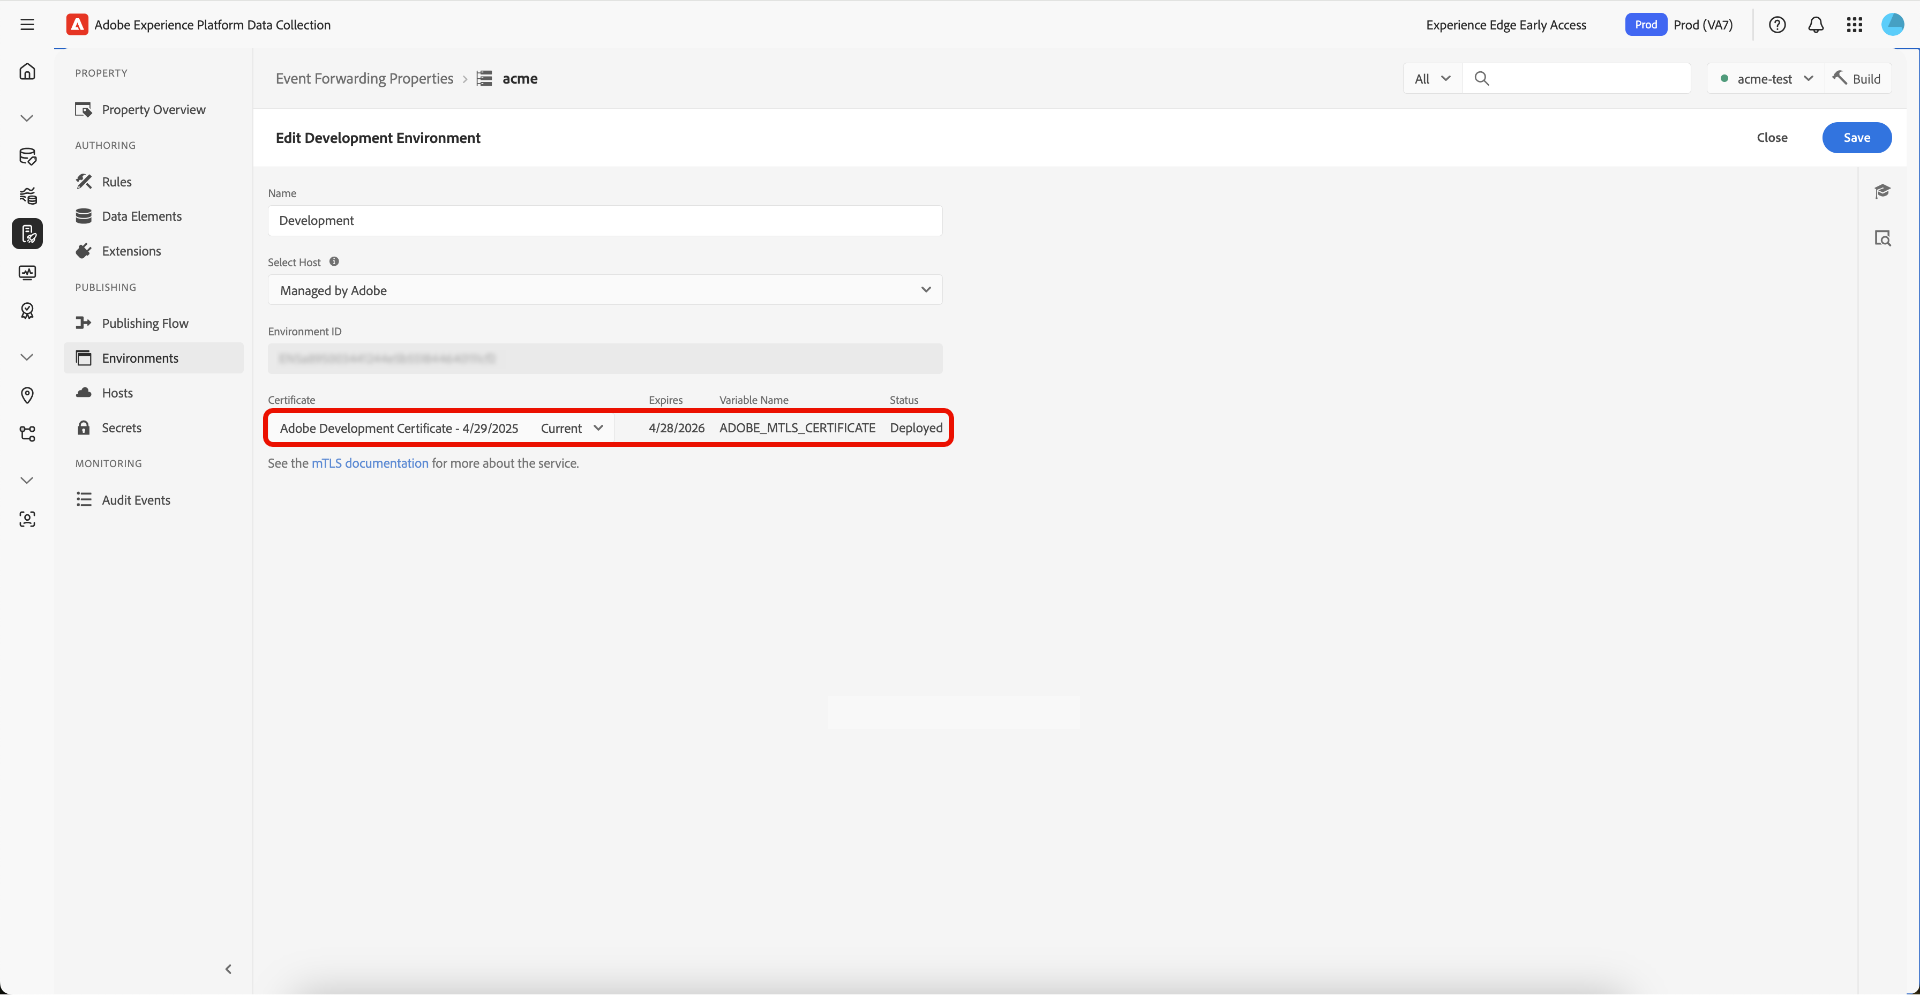 Adobe Experience Platform Data Collection
Experience Edge Early Access
Prod
Prod (VA7)
PROPERTY
Property Overview
AUTHORING
Rules
Data Elements
Extensions
PUBLISHING
Publishing Flow
Environments
Hosts
Secrets
MONITORING
Audit Events
Event Forwarding Properties > acme
All
acme-test
Build
Edit Development Environment
Close
Save
Name
Development
Select Host
Managed by Adobe
Environment ID
Certificate Expires Variable Name Status
Adobe Development Certificate - 4/29/2025 Current 4/28/2026 ADOBE_MTLS_CERTIFICATE Deployed
See the mTLS documentation for more about the service.